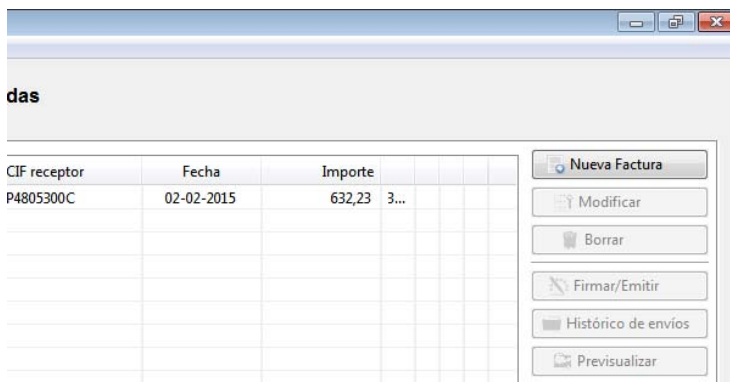 das
CIF receptor Fecha Importe
P4805300C 02-02-2015 632,23 3...
Nueva Factura
Modificar
Borrar
Firmar/Emitir
Histórico de envíos
Previsualizar